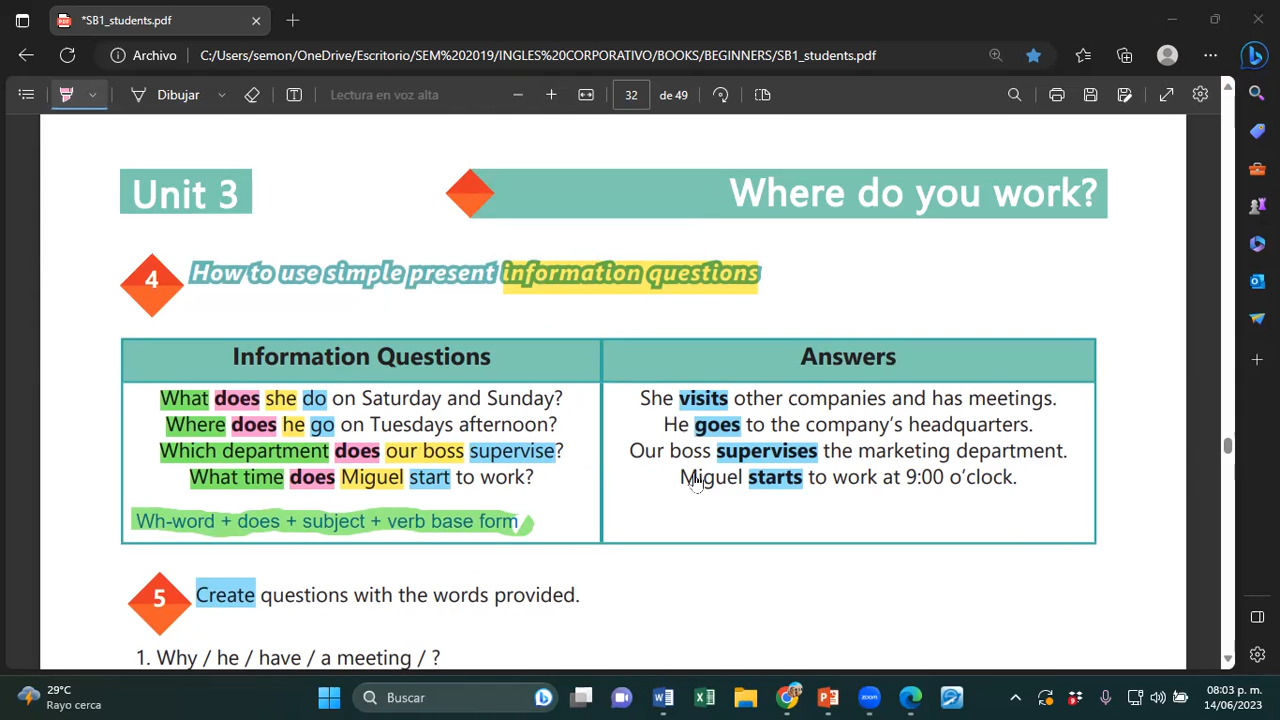 *SB1_students.pdf
Archivo C:/Users/semon/OneDrive/Escritorio/SEM%202019/INGLES%20CORPORATIVO/BOOKS/BEGINNERS/SB1_students.pdf
Dibujar Lectura en voz alta 32 de 49
Unit 3 Where do you work?
4 How to use simple present information questions
Information Questions Answers
What does she do on Saturday and Sunday? She visits other companies and has meetings.
Where does he go on Tuesdays afternoon? He goes to the company's headquarters.
Which department does our boss supervise? Our boss supervises the marketing department.
What time does Miguel start to work? Miguel starts to work at 9:00 o'clock.
Wh-word + does + subject + verb base form
5 Create questions with the words provided.
1. Why / he / have / a meeting / ?
29°C
Rayo cerca
Buscar
08:03 p. m.
14/06/2023